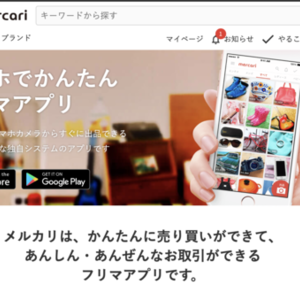 ercari キーワードから探す
ブランド マイページ 1 お知らせ やるこ
ホでかんたん
マアプリ
マホカメラからすぐに出品できる
な独自システムのアプリです
GET IT ON
Google Play
mercari
メルカリは、かんたんに売り買いができて、
あんしん・あんぜんなお取引ができる
フリマアプリです。